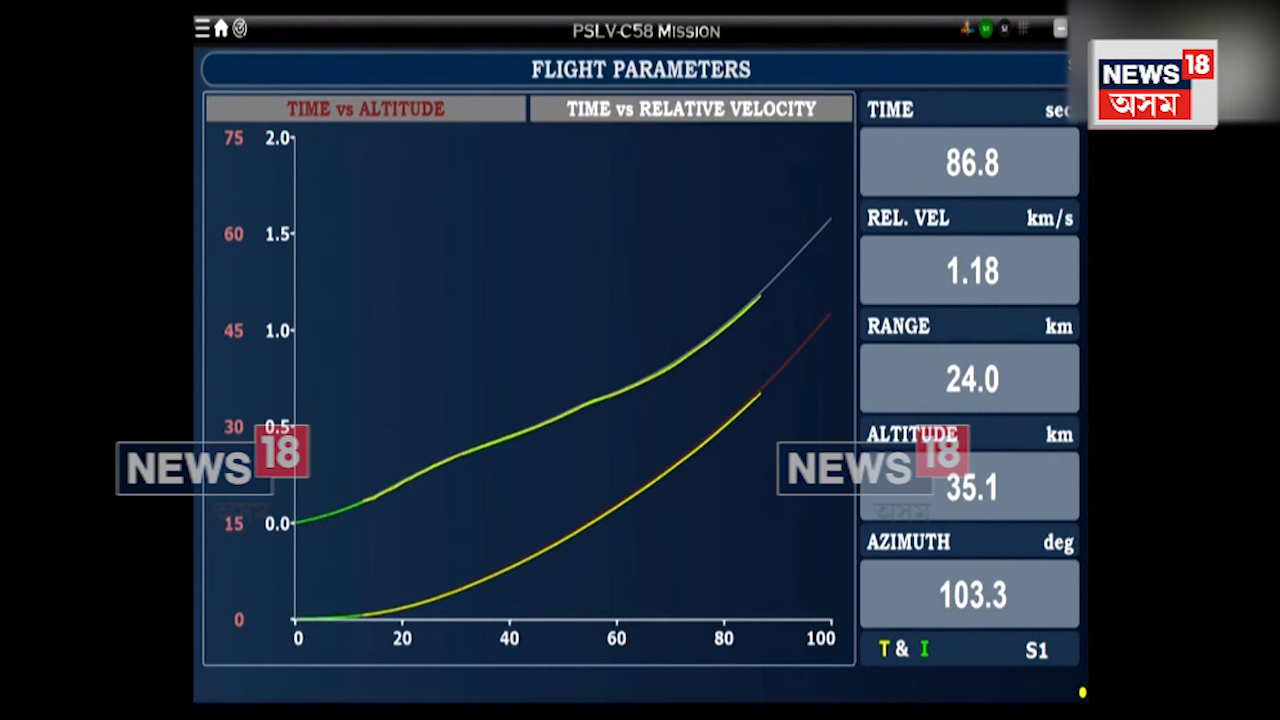 PSLV-C58 MISSION
NEWS 18
অসম
FLIGHT PARAMETERS
TIME vs ALTITUDE
TIME vs RELATIVE VELOCITY
75 2.0
60 1.5
45 1.0
30 0.5
15 0.0
0
0 20 40 60 80 100
TIME sec
86.8
REL. VEL km/s
1.18
RANGE km
24.0
ALTITUDE km
35.1
AZIMUTH deg
103.3
T & I S1
NEWS 18
অসম
NEWS 18
অসম